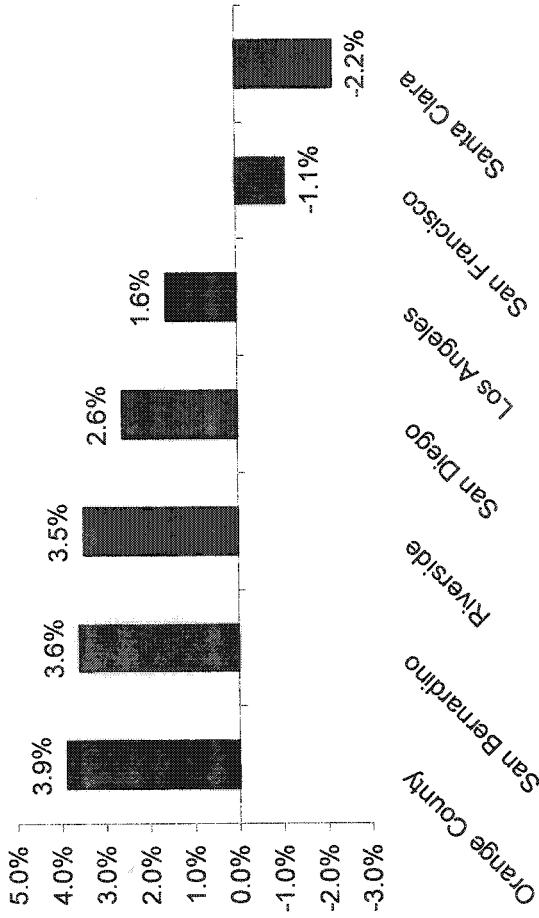 5.0%
4.0%
3.0%
2.0%
1.0%
0.0%
-1.0%
-2.0%
-3.0%
3.9%
3.6%
3.5%
2.6%
1.6%
-1.1%
-2.2%
Orange County
San Bernardino
Riverside
San Diego
Los Angeles
San Francisco
Santa Clara